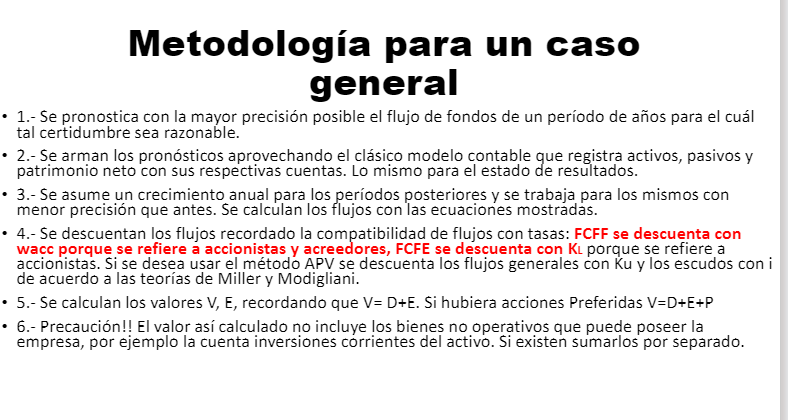 Metodología para un caso
general
• 1.- Se pronostica con la mayor precisión posible el flujo de fondos de un período de años para el cuál
tal certidumbre sea razonable.
• 2.- Se arman los pronósticos aprovechando el clásico modelo contable que registra activos, pasivos y
patrimonio neto con sus respectivas cuentas. Lo mismo para el estado de resultados.
• 3.- Se asume un crecimiento anual para los períodos posteriores y se trabaja para los mismos con
menor precisión que antes. Se calculan los flujos con las ecuaciones mostradas.
• 4.- Se descuentan los flujos recordado la compatibilidad de flujos con tasas: FCFF se descuenta con
wacc porque se refiere a accionistas y acreedores, FCFE se descuenta con KL porque se refiere a
accionistas. Si se desea usar el método APV se descuenta los flujos generales con Ku y los escudos con i
de acuerdo a las teorías de Miller y Modigliani.
• 5.- Se calculan los valores V, E, recordando que V= D+E. Si hubiera acciones Preferidas V=D+E+P
• 6.- Precaución!! El valor así calculado no incluye los bienes no operativos que puede poseer la
empresa, por ejemplo la cuenta inversiones corrientes del activo. Si existen sumarlos por separado.